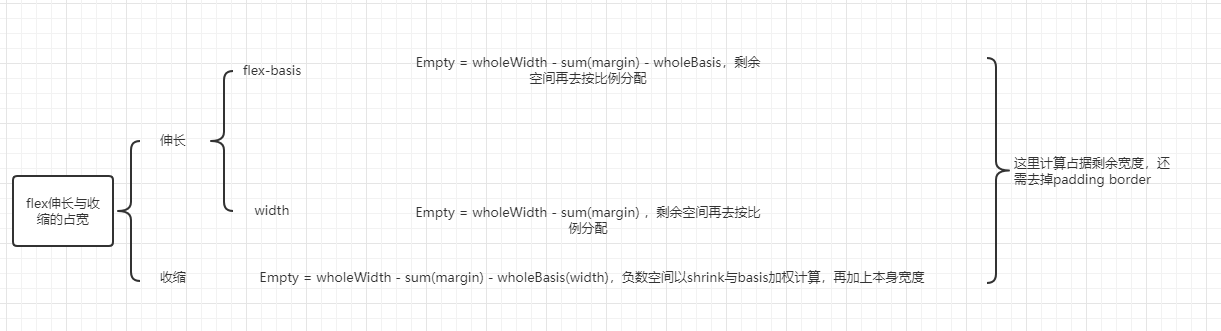 flex伸长与收
缩的占宽
伸长
flex-basis
Empty = wholeWidth - sum(margin) - wholeBasis，剩余
空间再去按比例分配
width
Empty = wholeWidth - sum(margin) ，剩余空间再去按比
例分配
收缩
Empty = wholeWidth - sum(margin) - wholeBasis(width)，负数空间以shrink与basis加权计算，再加上本身宽度
这里计算占据剩余宽度，还
需去掉padding border